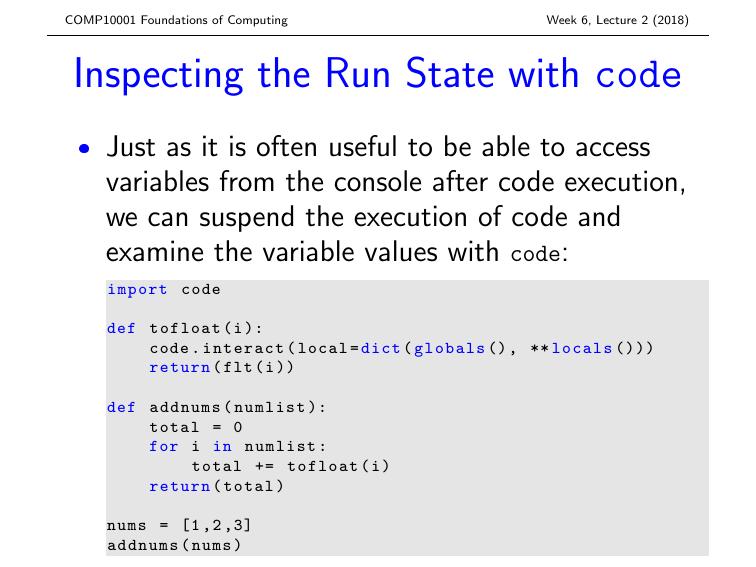 COMP10001 Foundations of Computing
Week 6, Lecture 2 (2018)
Inspecting the Run State with code
• Just as it is often useful to be able to access
variables from the console after code execution,
we can suspend the execution of code and
examine the variable values with code:
import code
def tofloat(i):
    code.interact(local=dict(globals(), **locals()))
    return(flt(i))
def addnums(numlist):
    total = 0
    for i in numlist:
        total += tofloat(i)
    return(total)
nums = [1,2,3]
addnums(nums)